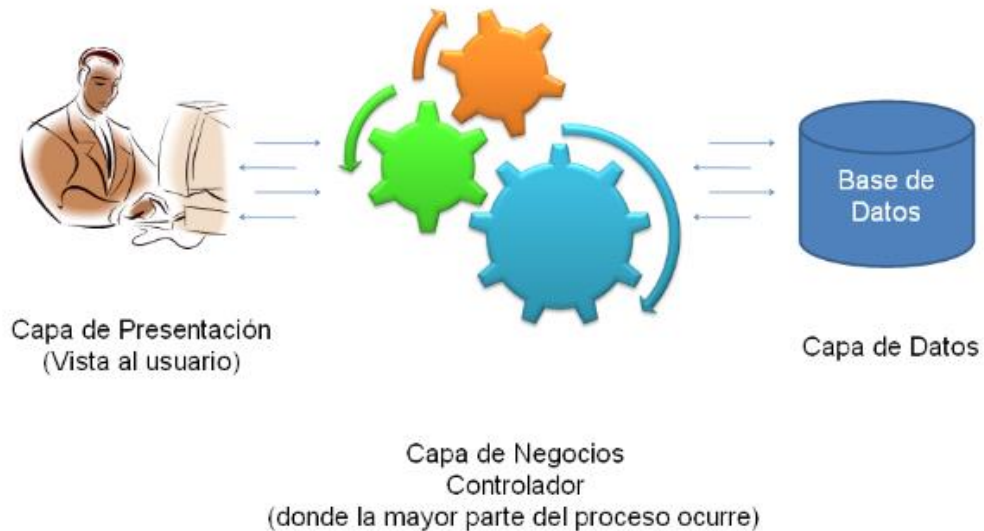 Base de
Datos
Capa de Presentación
(Vista al usuario)
Capa de Datos
Capa de Negocios
Controlador
(donde la mayor parte del proceso ocurre)